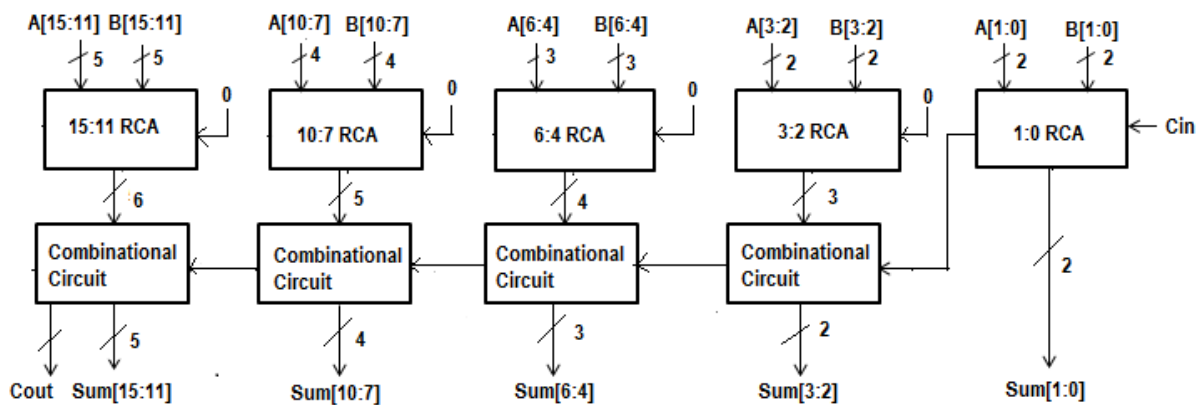 A[15:11] B[15:11] A[10:7] B[10:7] A[6:4] B[6:4] A[3:2] B[3:2] A[1:0] B[1:0]
5 5 4 4 3 3 2 2 2 2
0 0 0 0
15:11 RCA 10:7 RCA 6:4 RCA 3:2 RCA 1:0 RCA Cin
6 5 4 3
Combinational Combinational Combinational Combinational
Circuit Circuit Circuit Circuit
2
5 4 3 2
Cout Sum[15:11] Sum[10:7] Sum[6:4] Sum[3:2] Sum[1:0]